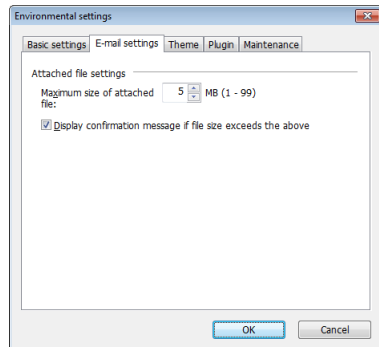 Environmental settings
Basic settings E-mail settings Theme Plugin Maintenance
Attached file settings
Maximum size of attached file: 5 MB (1 - 99)
Display confirmation message if file size exceeds the above
OK Cancel